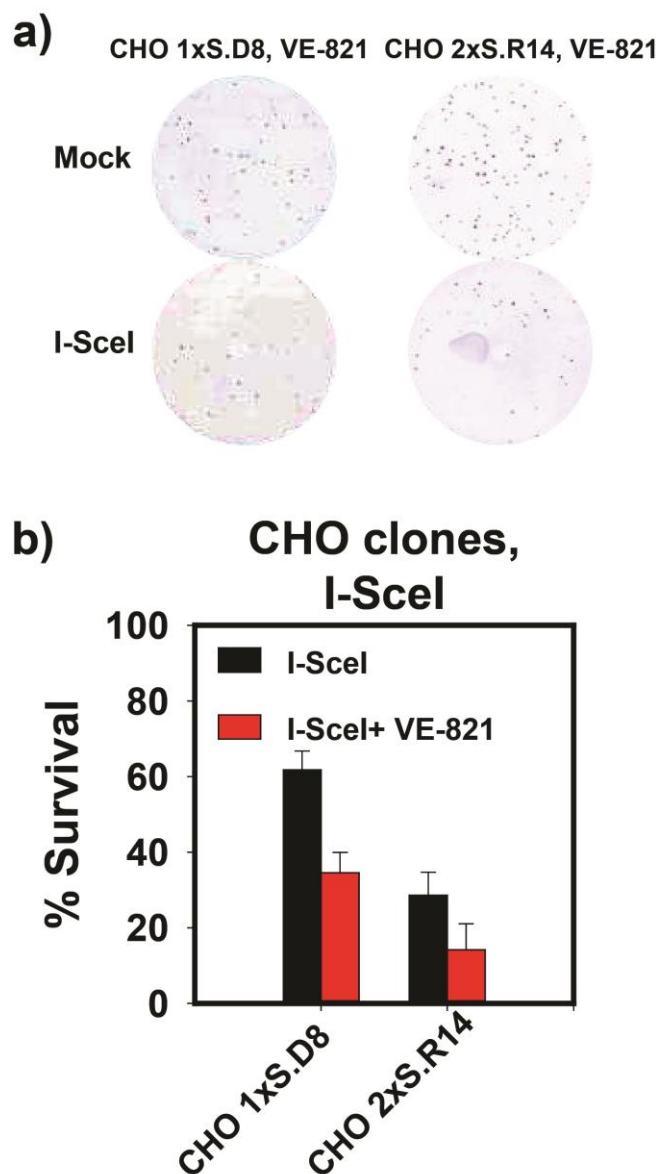 a)
CHO 1xS.D8, VE-821 CHO 2xS.R14, VE-821
Mock
I-SceI
b)
CHO clones,
I-SceI
100
80
60
40
20
0
% Survival
I-SceI
I-SceI+ VE-821
CHO 1xS.D8
CHO 2xS.R14